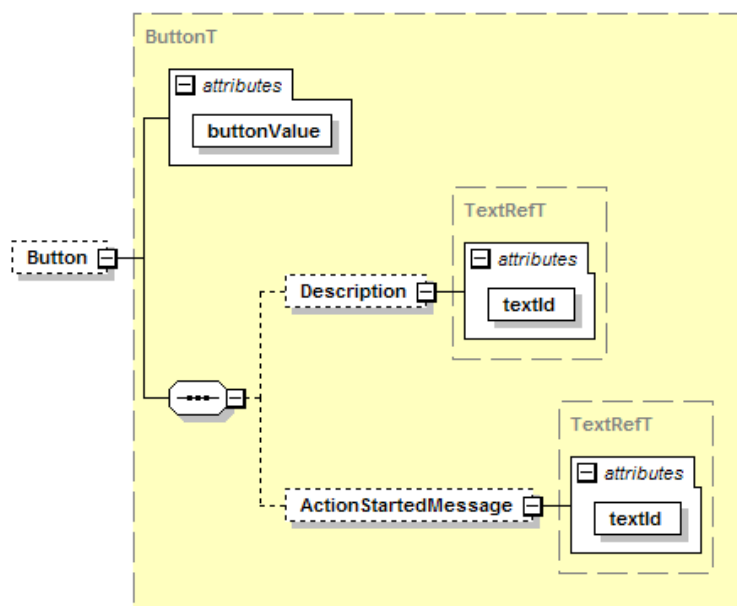 ButtonT
attributes
buttonValue
Button
TextRefT
attributes
Description
textId
TextRefT
attributes
ActionStartedMessage
textId